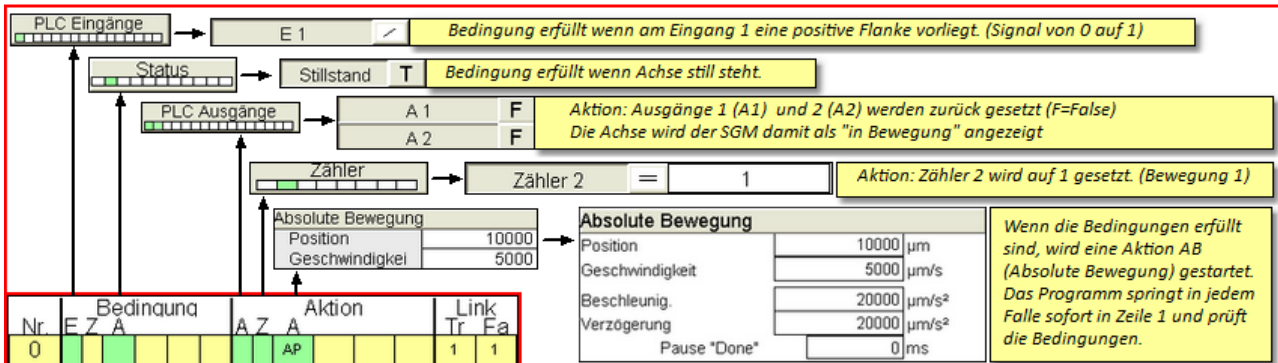 PLC Eingänge
E 1
Bedingung erfüllt wenn am Eingang 1 eine positive Flanke vorliegt. (Signal von 0 auf 1)
Status
Stillstand T
Bedingung erfüllt wenn Achse still steht.
PLC Ausgänge
A 1 F
A 2 F
Aktion: Ausgänge 1 (A1) und 2 (A2) werden zurück gesetzt (F=False)
Die Achse wird der SGM damit als "in Bewegung" angezeigt
Zähler
Zähler 2 = 1
Aktion: Zähler 2 wird auf 1 gesetzt. (Bewegung 1)
Absolute Bewegung
Position 10000
Geschwindigkei 5000
Absolute Bewegung
Position 10000 µm
Geschwindigkeit 5000 µm/s
Beschleunig. 20000 µm/s²
Verzögerung 20000 µm/s²
Pause "Done" 0 ms
Wenn die Bedingungen erfüllt
sind, wird eine Aktion AB
(Absolute Bewegung) gestartet.
Das Programm springt in jedem
Falle sofort in Zeile 1 und prüft
die Bedingungen.
Bedingung Aktion Link
Nr. E Z A A Z A Tr Fa
0 AP 1 1